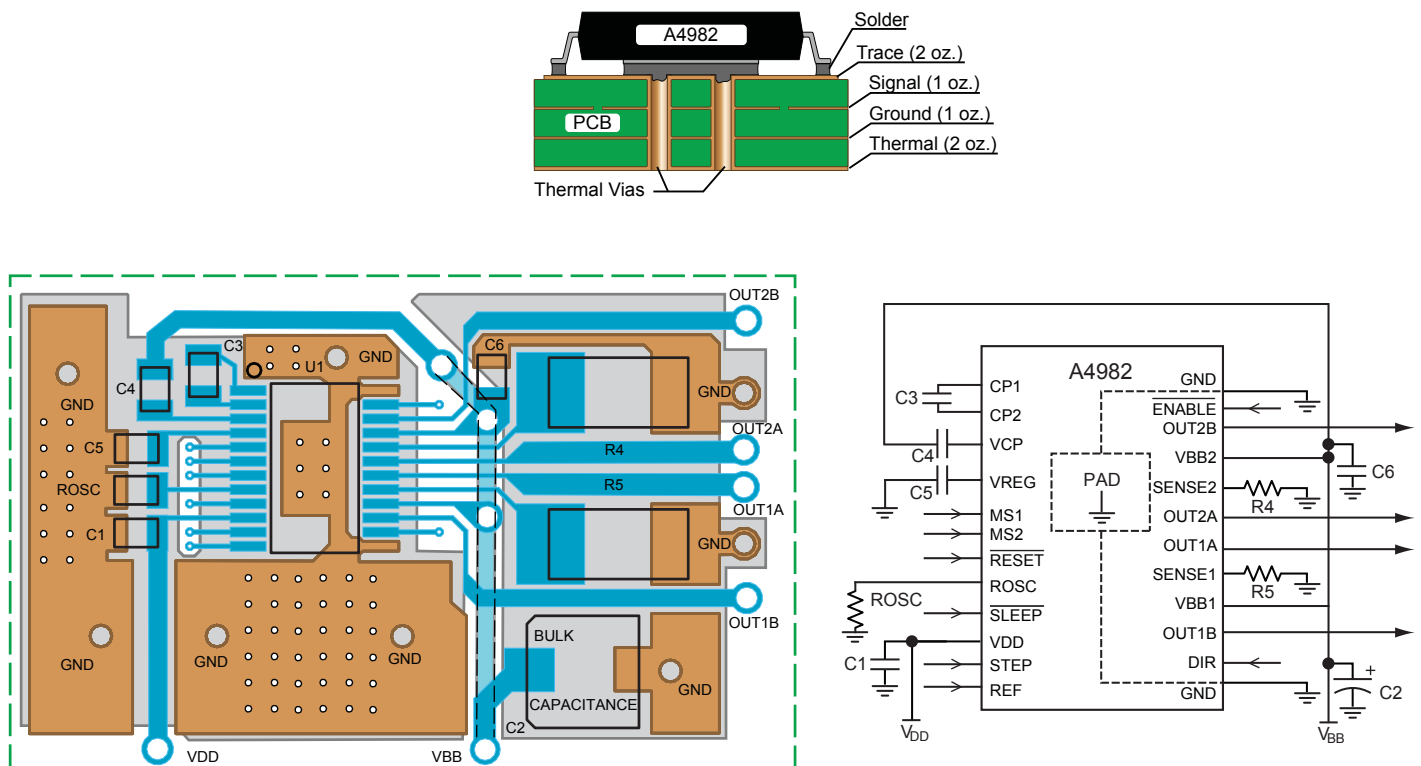 A4982
Solder
Trace (2 oz.)
Signal (1 oz.)
Ground (1 oz.)
Thermal (2 oz.)
PCB
Thermal Vias
OUT2B
C3
U1
GND
C6
C4
GND
GND
OUT2A
C5
R4
ROSC
R5
OUT1A
C1
GND
OUT1B
BULK
GND
GND
GND
GND
CAPACITANCE
C2
VDD
VBB
A4982
CP1
GND
C3
CP2
ENABLE
OUT2B
VCP
VBB2
C4
C6
C5
VREG
PAD
SENSE2
R4
MS1
OUT2A
MS2
OUT1A
RESET
SENSE1
ROSC
ROSC
R5
VBB1
SLEEP
OUT1B
VDD
C1
STEP
DIR
+
C2
REF
GND
VDD
VBB